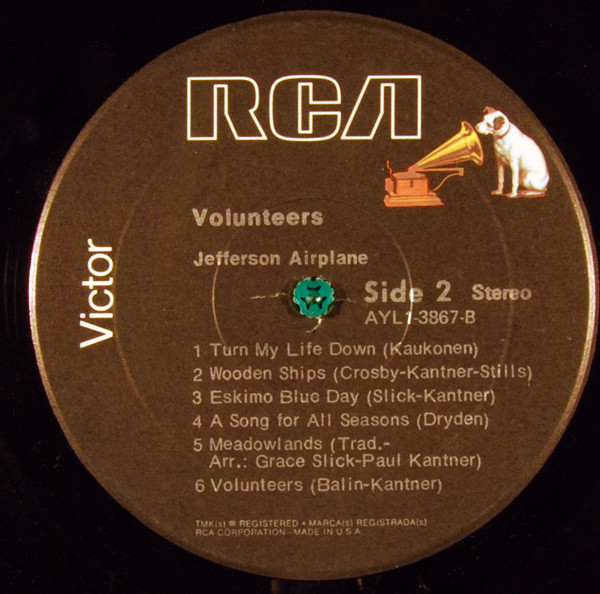 RCA
Victor
Volunteers
Jefferson Airplane
Side 2 Stereo
AYL1-3867-B
1 Turn My Life Down (Kaukonen)
2 Wooden Ships (Crosby-Kantner-Stills)
3 Eskimo Blue Day (Slick-Kantner)
4 A Song for All Seasons (Dryden)
5 Meadowlands (Trad.-
Arr.: Grace Slick-Paul Kantner)
6 Volunteers (Balin-Kantner)
TMK(s) ® REGISTERED • MARCA(s) REGISTRADA(s)
RCA CORPORATION–MADE IN U.S.A.